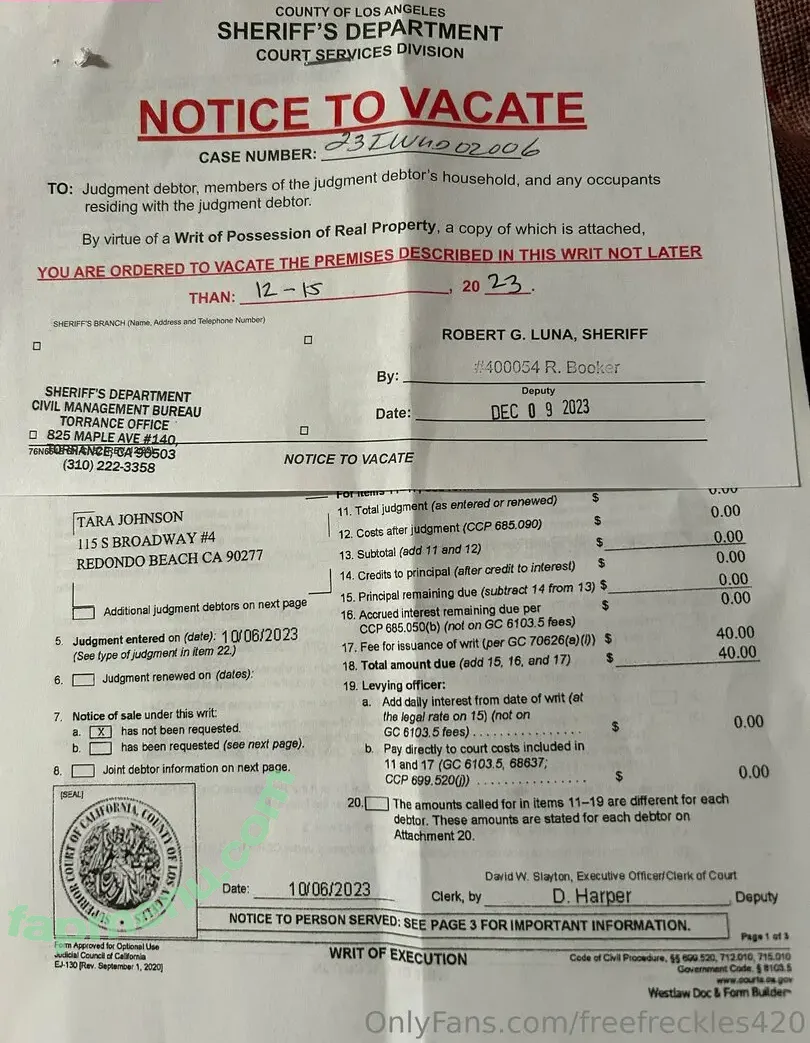 COUNTY OF LOS ANGELES
SHERIFF'S DEPARTMENT
COURT SERVICES DIVISION
NOTICE TO VACATE
CASE NUMBER: 23IWUD02006
TO: Judgment debtor, members of the judgment debtor's household, and any occupants
residing with the judgment debtor.
By virtue of a Writ of Possession of Real Property, a copy of which is attached,
YOU ARE ORDERED TO VACATE THE PREMISES DESCRIBED IN THIS WRIT NOT LATER
THAN: 12-15, 2023.
SHERIFF'S BRANCH (Name, Address and Telephone Number)
ROBERT G. LUNA, SHERIFF
By: #400054 R. Booker
Deputy
Date: DEC 09 2023
SHERIFF'S DEPARTMENT
CIVIL MANAGEMENT BUREAU
TORRANCE OFFICE
825 MAPLE AVE #140,
TORRANCE, CA 90503
(310) 222-3358
NOTICE TO VACATE
TARA JOHNSON
115 S BROADWAY #4
REDONDO BEACH CA 90277
Additional judgment debtors on next page
5. Judgment entered on (date): 10/06/2023
(See type of judgment in item 22.)
6. Judgment renewed on (dates):
7. Notice of sale under this writ:
a. X has not been requested.
b. has been requested (see next page).
8. Joint debtor information on next page.
[SEAL]
SUPERIOR COURT OF CALIFORNIA, COUNTY OF LOS ANGELES
For items 11
0.00
11. Total judgment (as entered or renewed) $ 0.00
12. Costs after judgment (CCP 685.090) $ 0.00
13. Subtotal (add 11 and 12) $ 0.00
14. Credits to principal (after credit to interest) $ 0.00
15. Principal remaining due (subtract 14 from 13) $ 0.00
16. Accrued interest remaining due per
CCP 685.050(b) (not on GC 6103.5 fees) $
17. Fee for issuance of writ (per GC 70626(a)(I)) $ 40.00
18. Total amount due (add 15, 16, and 17) $ 40.00
19. Levying officer:
a. Add daily interest from date of writ (at
the legal rate on 15) (not on
GC 6103.5 fees) . . . . . . . . . . . . . . . $ 0.00
b. Pay directly to court costs included in
11 and 17 (GC 6103.5, 68637;
CCP 699.520(j)) . . . . . . . . . . . . . . . $ 0.00
20. The amounts called for in items 11–19 are different for each
debtor. These amounts are stated for each debtor on
Attachment 20.
David W. Slayton, Executive Officer/Clerk of Court
Date: 10/06/2023
Clerk, by D. Harper, Deputy
NOTICE TO PERSON SERVED: SEE PAGE 3 FOR IMPORTANT INFORMATION.
Page 1 of 3
Form Approved for Optional Use
Judicial Council of California
EJ-130 [Rev. September 1, 2020]
WRIT OF EXECUTION
Code of Civil Procedure, §§ 699.520, 712.010, 715.010
Government Code, § 6103.5
www.courts.ca.gov
Westlaw Doc & Form Builder
fapmenu.com
OnlyFans.com/freefreckles420